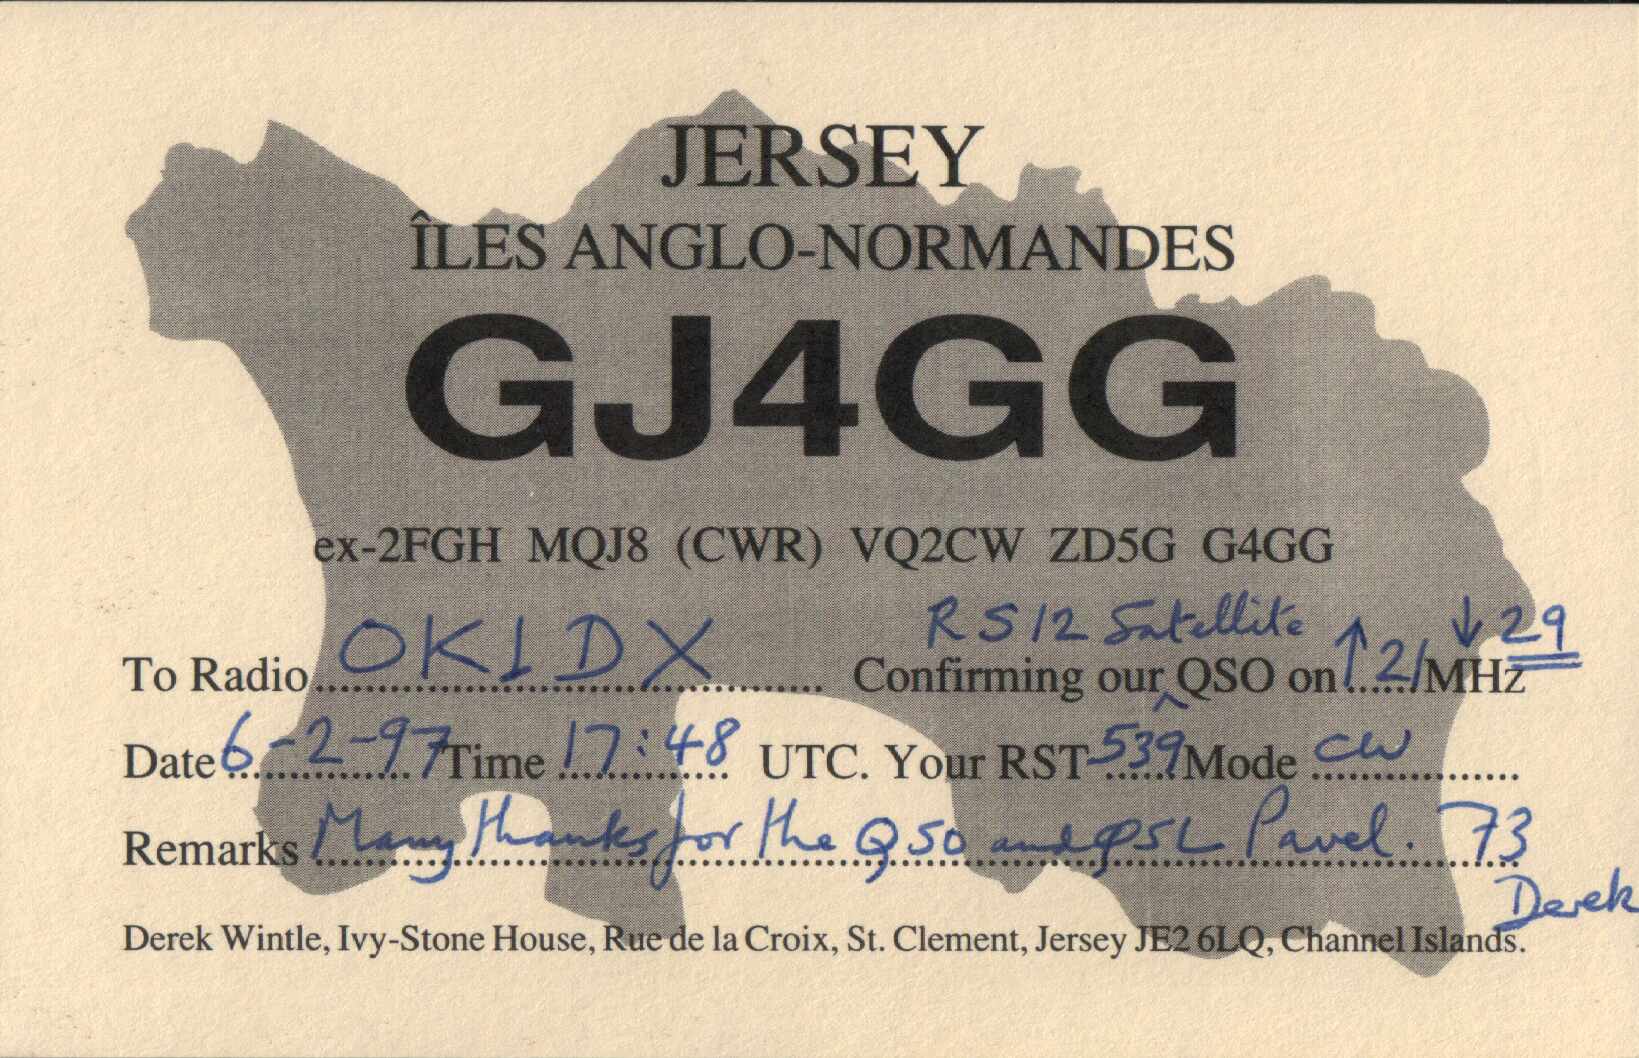 JERSEY
ÎLES ANGLO-NORMANDES
GJ4GG
ex-2FGH MQJ8 (CWR) VQ2CW ZD5G G4GG
RS12 Satellite ↓ 29
To Radio OK1DX Confirming our ^ QSO on ↑ 21 MHz
Date 6-2-97 Time 17:48 UTC. Your RST 539 Mode CW
Remarks Many thanks for the QSO and QSL Pavel. 73
Derek
Derek Wintle, Ivy-Stone House, Rue de la Croix, St. Clement, Jersey JE2 6LQ, Channel Islands.